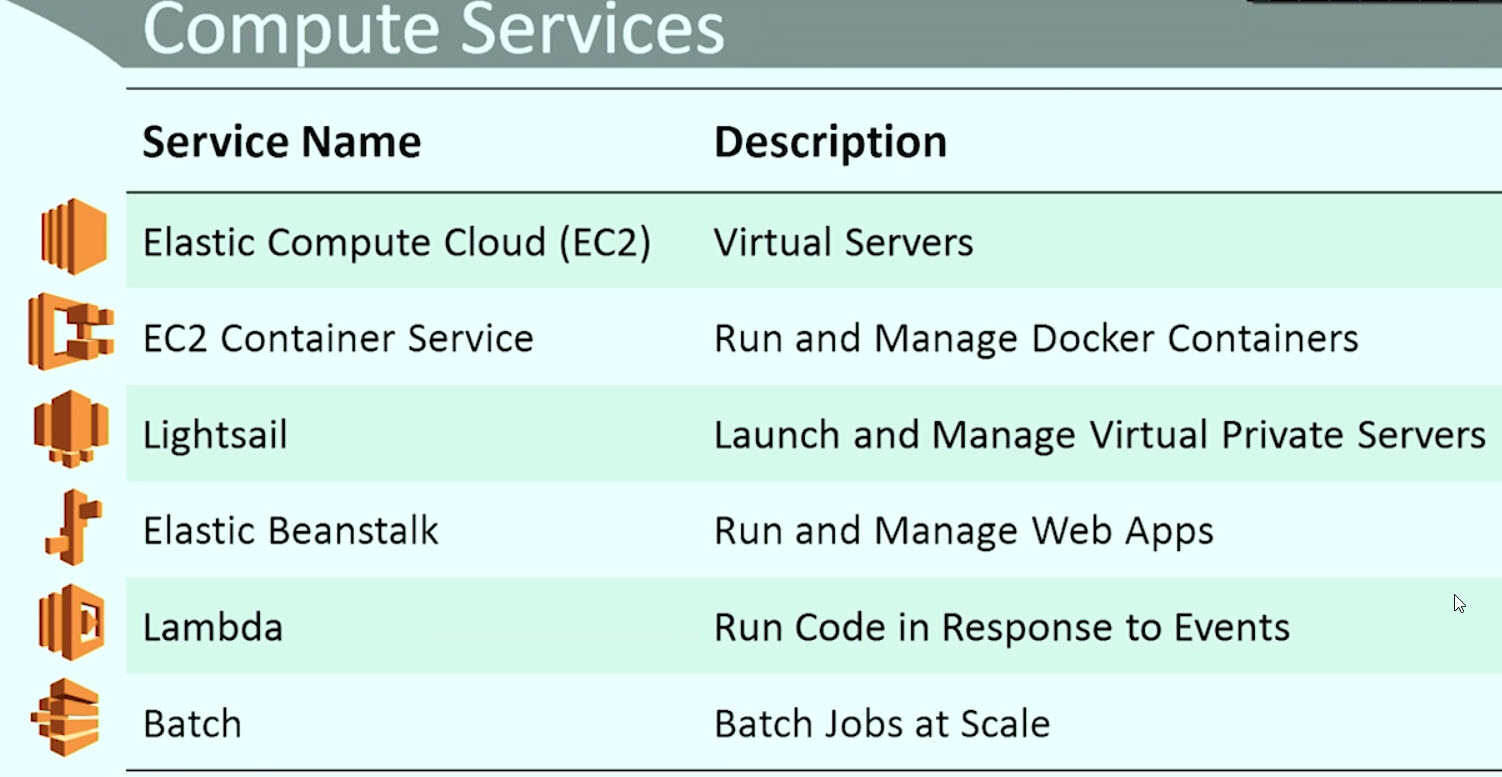 Compute Services
Service Name Description
Elastic Compute Cloud (EC2) Virtual Servers
EC2 Container Service Run and Manage Docker Containers
Lightsail Launch and Manage Virtual Private Servers
Elastic Beanstalk Run and Manage Web Apps
Lambda Run Code in Response to Events
Batch Batch Jobs at Scale